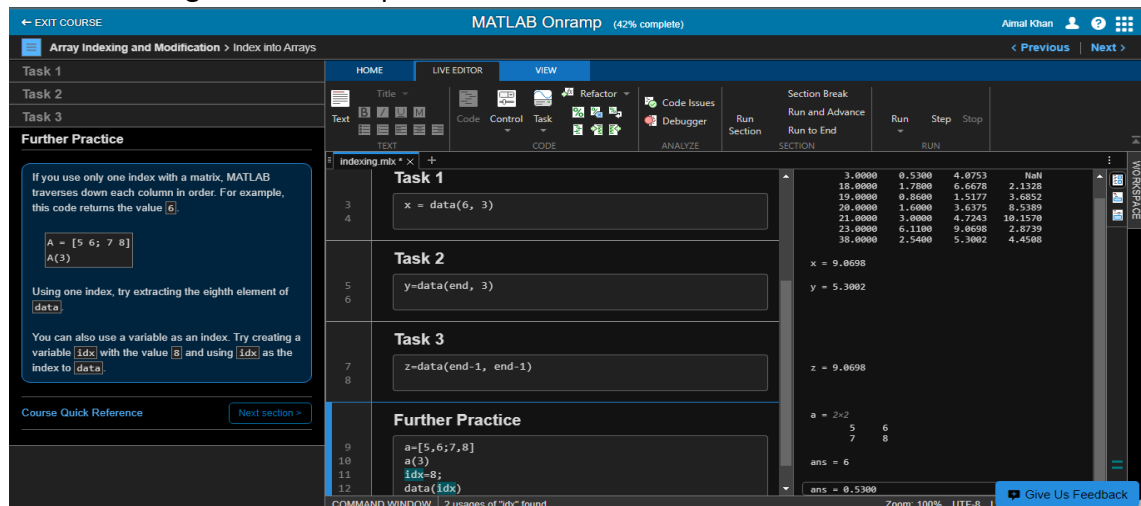 ← EXIT COURSE
MATLAB Onramp (42% complete)
Aimal Khan
Array Indexing and Modification > Index into Arrays
< Previous | Next >
Task 1
Task 2
Task 3
Further Practice
If you use only one index with a matrix, MATLAB
traverses down each column in order. For example,
this code returns the value 6.
A = [5 6; 7 8]
A(3)
Using one index, try extracting the eighth element of
data.
You can also use a variable as an index. Try creating a
variable idx with the value 8 and using idx as the
index to data.
Course Quick Reference
Next section >
HOME LIVE EDITOR VIEW
Text
Title
B I U M
TEXT
Code Control Task
Refactor
CODE
Code Issues
Debugger
ANALYZE
Run
Section
Section Break
Run and Advance
Run to End
SECTION
Run Step Stop
RUN
indexing.mlx * × +
Task 1
3 x = data(6, 3)
4
Task 2
5 y=data(end, 3)
6
Task 3
7 z=data(end-1, end-1)
8
Further Practice
9 a=[5,6;7,8]
10 a(3)
11 idx=8;
12 data(idx)
3.0000 0.5300 4.0753 NaN
18.0000 1.7800 6.6678 2.1328
19.0000 0.8600 1.5177 3.6852
20.0000 1.6000 3.6375 8.5389
21.0000 3.0000 4.7243 10.1570
23.0000 6.1100 9.0698 2.8739
38.0000 2.5400 5.3002 4.4508
x = 9.0698
y = 5.3002
z = 9.0698
a = 2×2
5 6
7 8
ans = 6
ans = 0.5300
WORKSPACE
COMMAND WINDOW 2 usages of "idx" found
Zoom: 100% UTF-8
Give Us Feedback